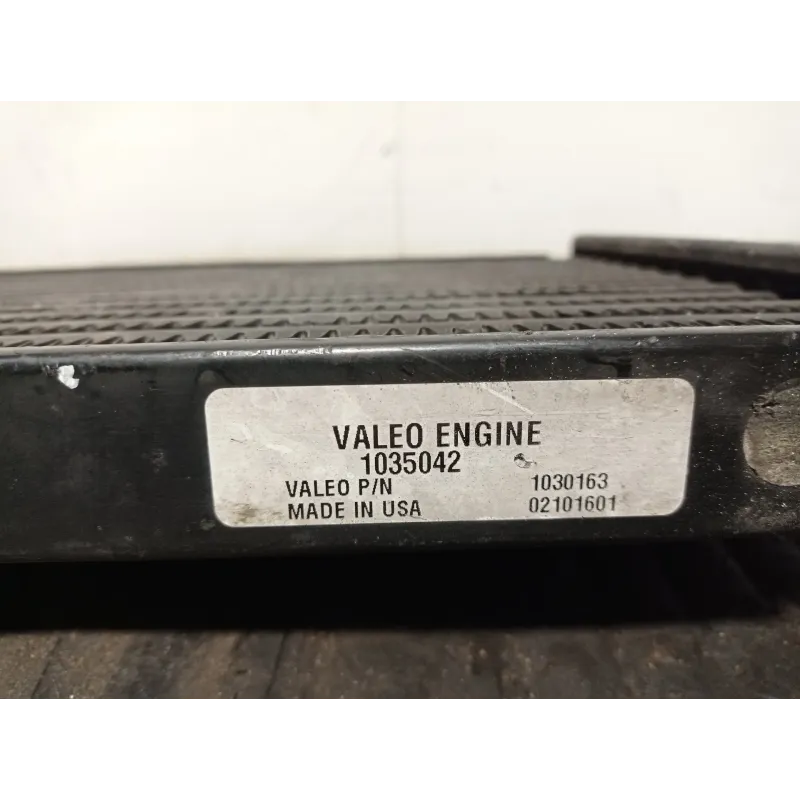 VALEO ENGINE
1035042
VALEO P/N 1030163
MADE IN USA 02101601